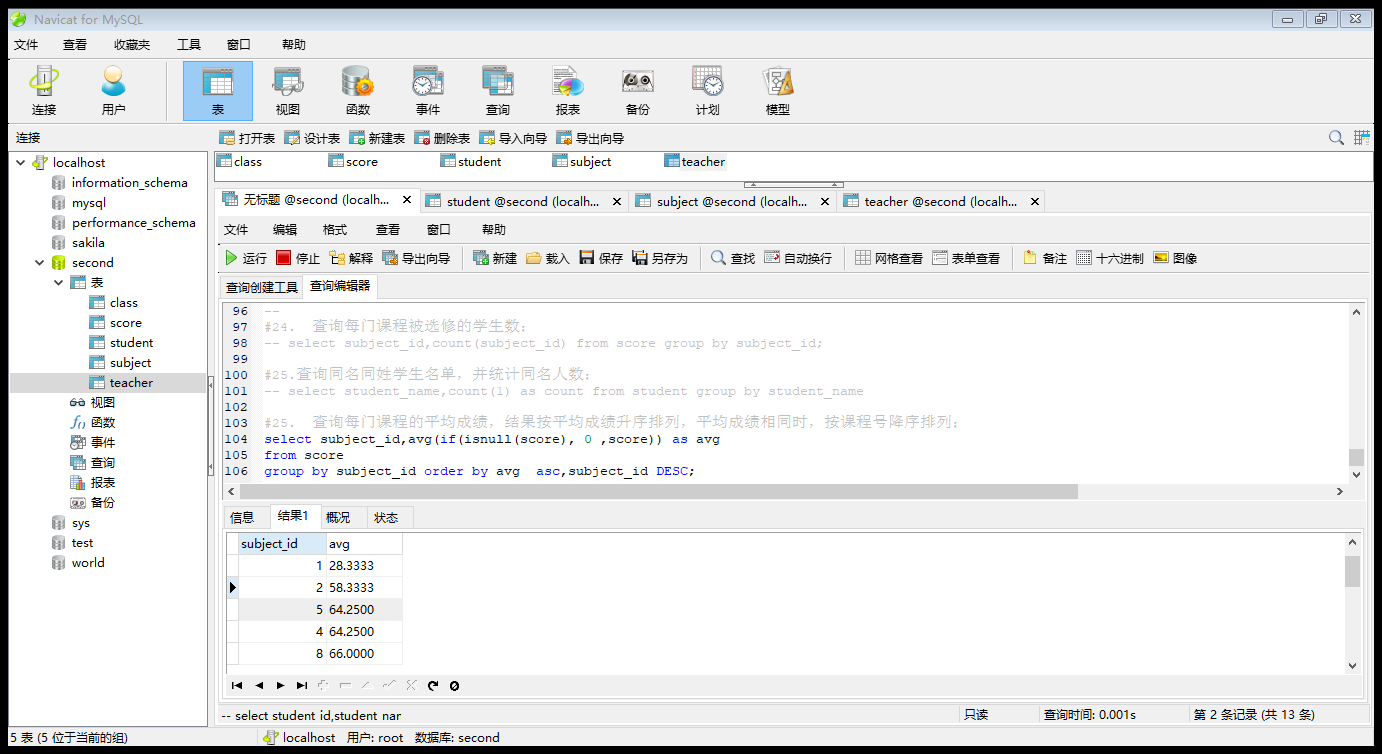 Navicat for MySQL
文件 查看 收藏夹 工具 窗口 帮助
连接 用户 表 视图 函数 事件 查询 报表 备份 计划 模型
连接 打开表 设计表 新建表 删除表 导入向导 导出向导
class score student subject teacher
localhost
information_schema
mysql
performance_schema
sakila
second
表
class
score
student
subject
teacher
视图
函数
事件
查询
报表
备份
sys
test
world
无标题 @second (localh... student @second (localh... subject @second (localh... teacher @second (localh...
文件 编辑 格式 查看 窗口 帮助
运行 停止 解释 导出向导 新建 载入 保存 另存为 查找 自动换行 网格查看 表单查看 备注 十六进制 图像
查询创建工具 查询编辑器
96 --
97 #24. 查询每门课程被选修的学生数;
98 -- select subject_id,count(subject_id) from score group by subject_id;
99
100 #25.查询同名同姓学生名单，并统计同名人数;
101 -- select student_name,count(1) as count from student group by student_name
102
103 #25. 查询每门课程的平均成绩，结果按平均成绩升序排列，平均成绩相同时，按课程号降序排列;
104 select subject_id,avg(if(isnull(score), 0 ,score)) as avg
105 from score
106 group by subject_id order by avg  asc,subject_id DESC;
信息 结果1 概况 状态
subject_id avg
1 28.3333
2 58.3333
5 64.2500
4 64.2500
8 66.0000
-- select student id,student nar 只读 查询时间: 0.001s 第 2 条记录 (共 13 条)
5 表 (5 位于当前的组) localhost 用户: root 数据库: second